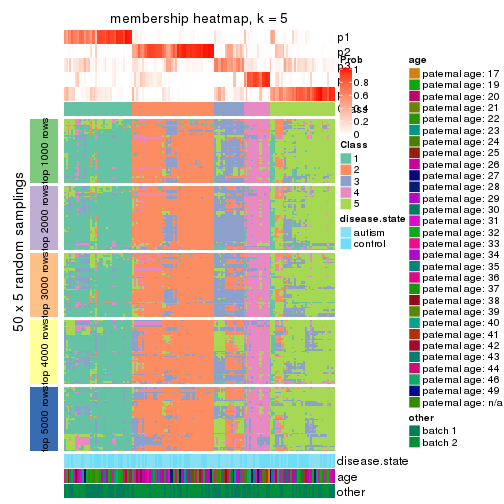 membership heatmap, k = 5
p1
p2
p3
Prob
1
0.8
0.6
0.4
0.2
0
Class
1
2
3
4
5
disease.state
autism
control
50 x 5 random samplings
top 1000 rows
top 2000 rows
top 3000 rows
top 4000 rows
top 5000 rows
disease.state
age
other
age
paternal age: 17
paternal age: 19
paternal age: 20
paternal age: 21
paternal age: 22
paternal age: 23
paternal age: 24
paternal age: 25
paternal age: 26
paternal age: 27
paternal age: 28
paternal age: 29
paternal age: 30
paternal age: 31
paternal age: 32
paternal age: 33
paternal age: 34
paternal age: 35
paternal age: 36
paternal age: 37
paternal age: 38
paternal age: 39
paternal age: 40
paternal age: 41
paternal age: 42
paternal age: 43
paternal age: 44
paternal age: 46
paternal age: 49
paternal age: n/a
other
batch 1
batch 2